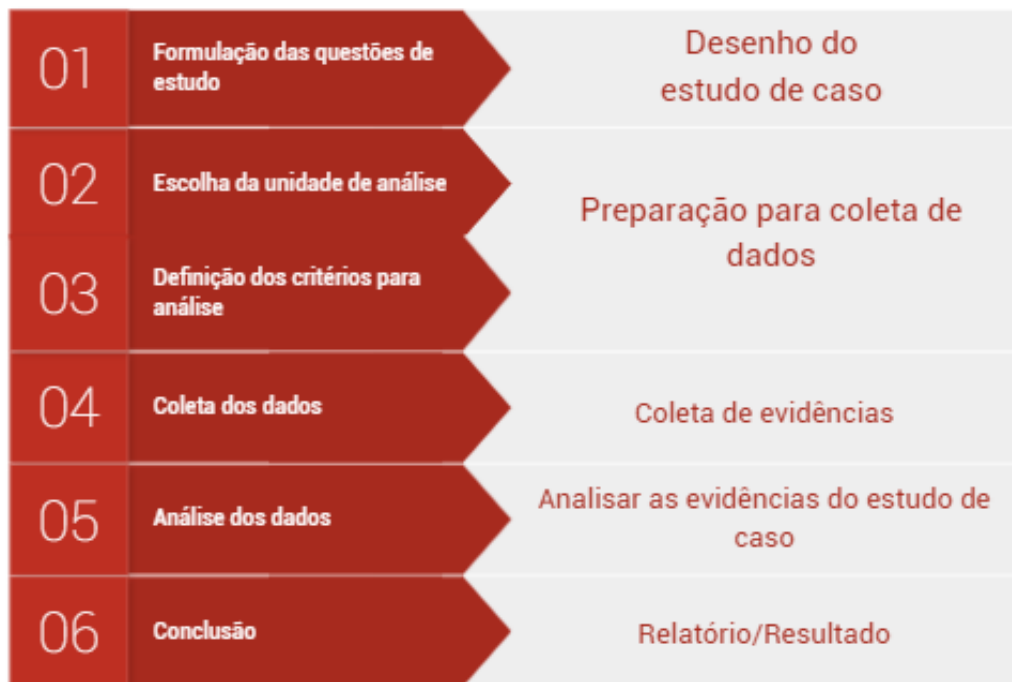 01
Formulação das questões de
estudo
Desenho do
estudo de caso
02
Escolha da unidade de análise
Preparação para coleta de
dados
03
Definição dos critérios para
análise
04
Coleta dos dados
Coleta de evidências
05
Análise dos dados
Analisar as evidências do estudo de
caso
06
Conclusão
Relatório/Resultado